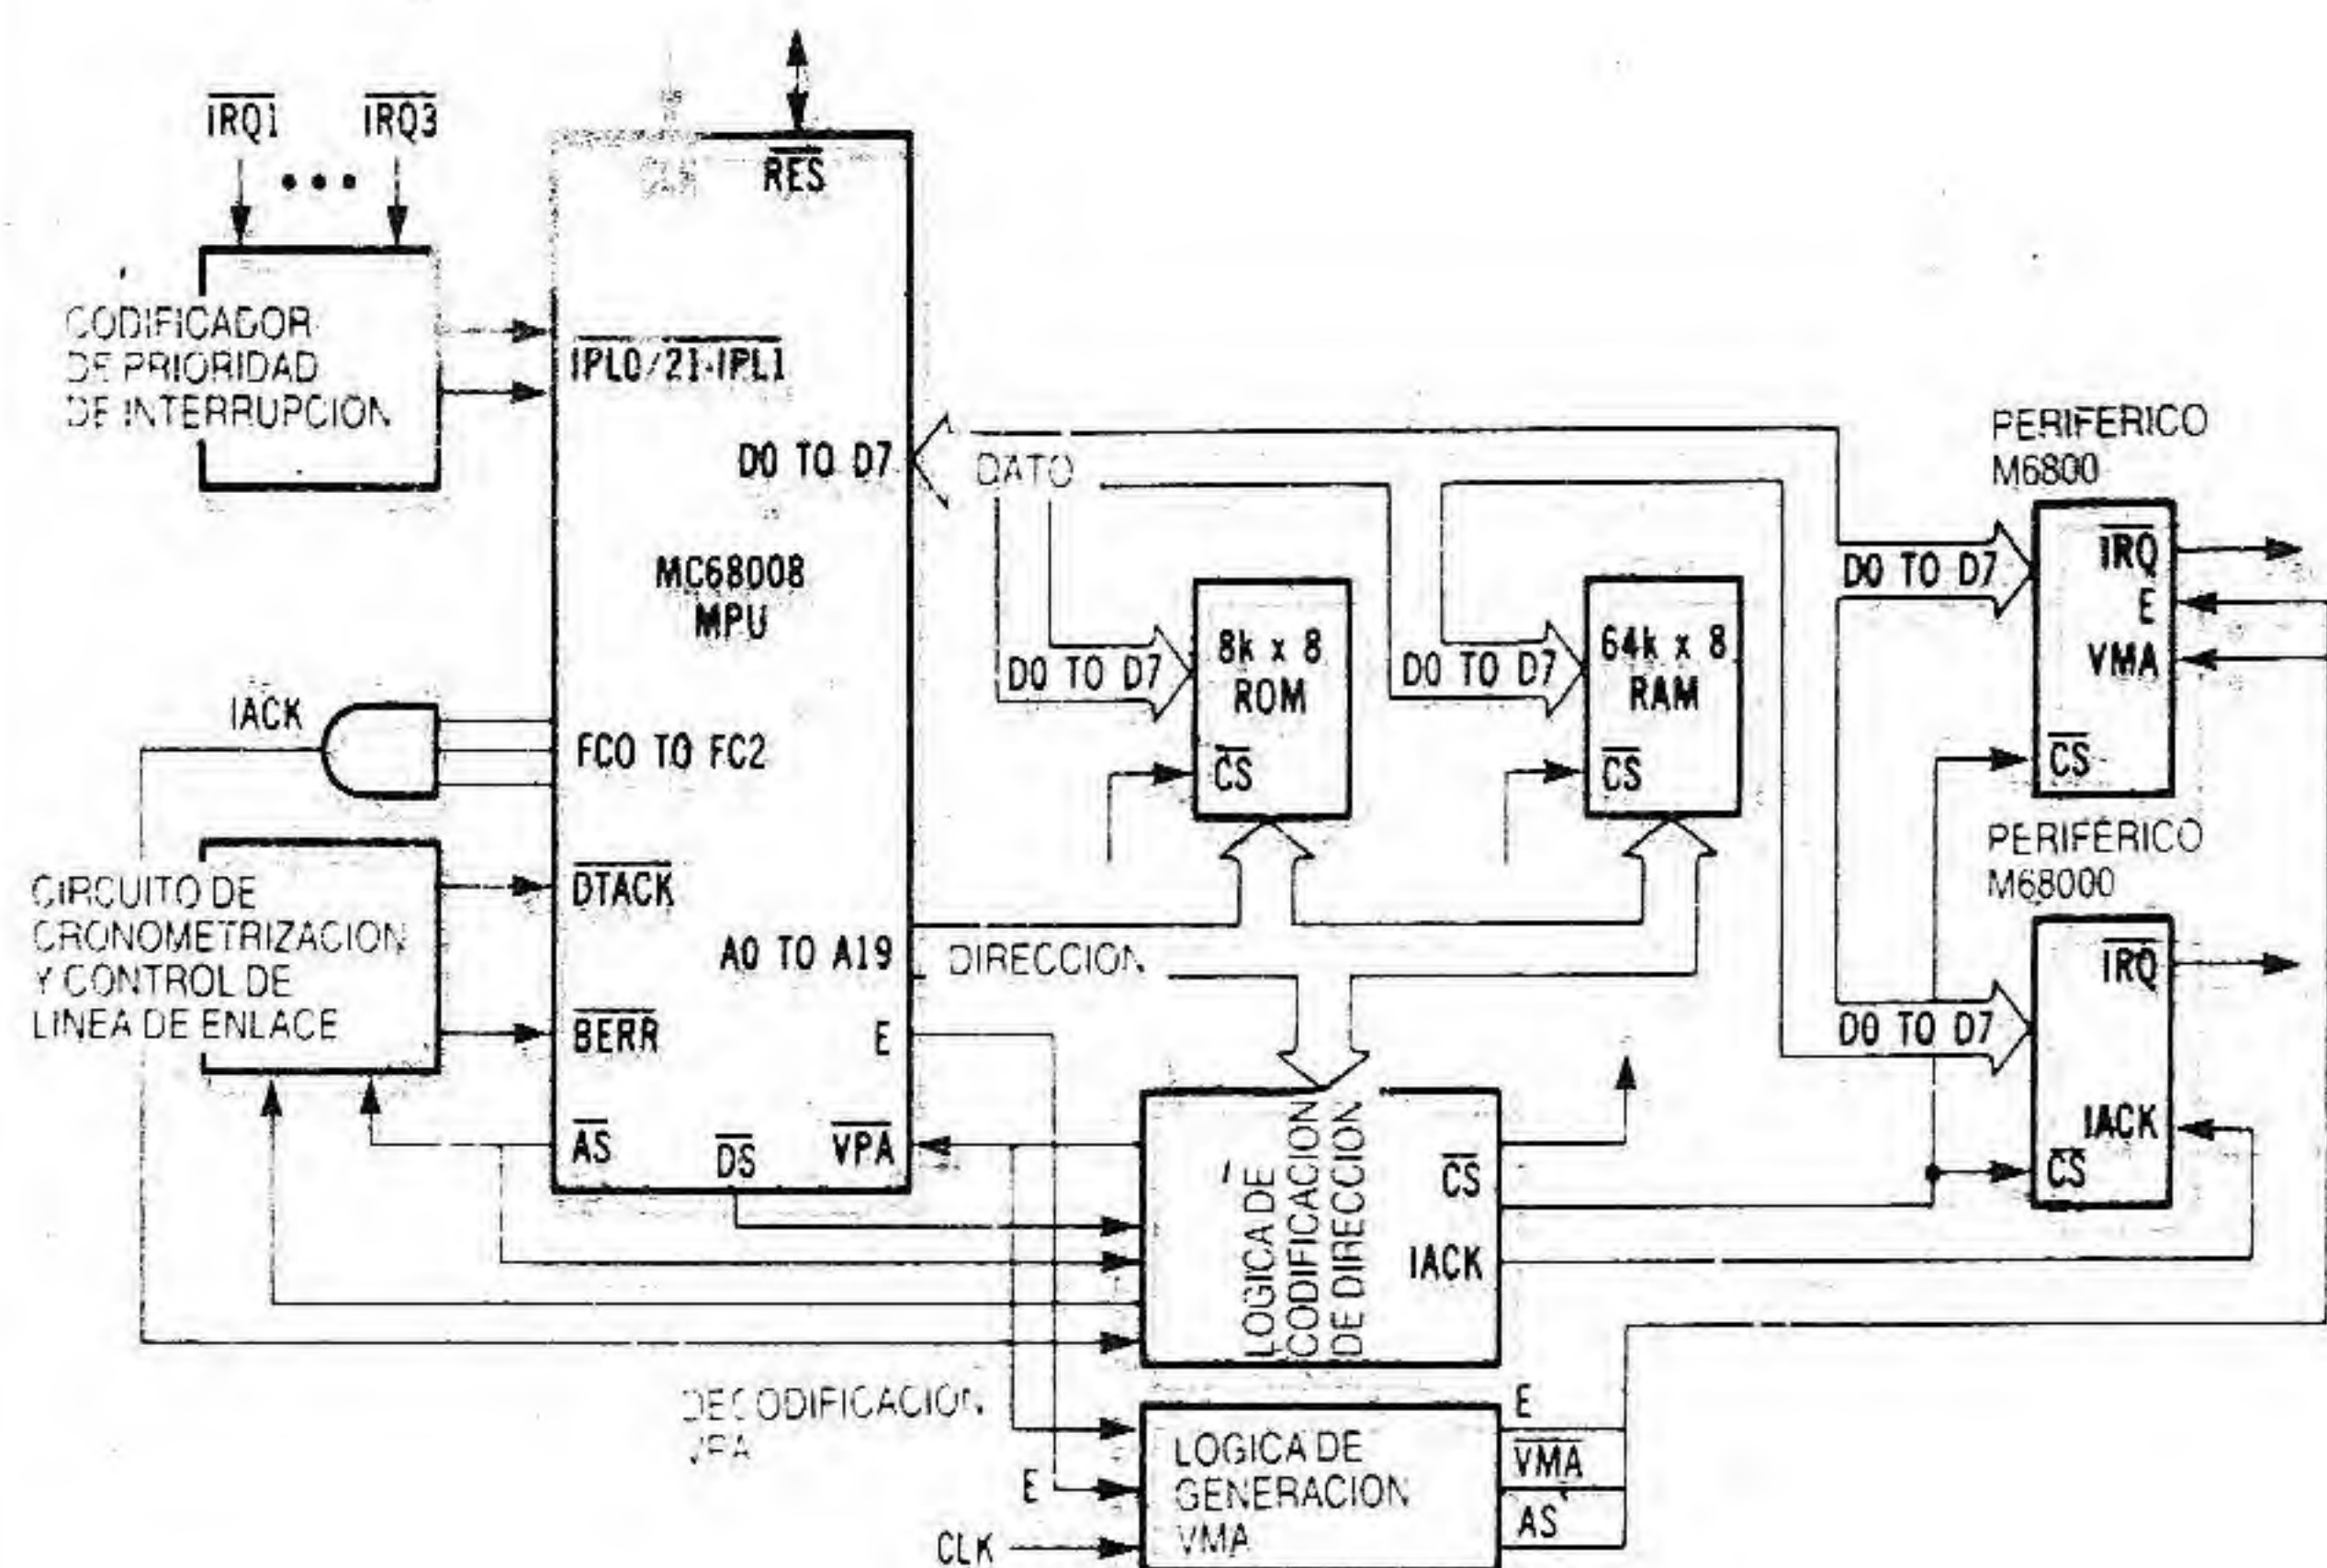 IRQ1 IRQ3
CLK
RES
CODIFICADOR
DE PRIORIDAD
DE INTERRUPCION
IPL0/21·IPL1
D0 TO D7
DATO
MC68008
MPU
PERIFERICO
M6800
D0 TO D7
IRQ
E
VMA
CS
D0 TO D7
8k x 8
ROM
CS
D0 TO D7
64k x 8
RAM
CS
IACK
FC0 TO FC2
PERIFÉRICO
M68000
CIRCUITO DE
CRONOMETRIZACION
Y CONTROL DE
LINEA DE ENLACE
DTACK
A0 TO A19
DIRECCION
BERR
E
D0 TO D7
IRQ
IACK
CS
AS
DS
VPA
LOGICA DE
CODIFICACION
DE DIRECCION
CS
IACK
DECODIFICACION
VPA
E
CLK
LOGICA DE
GENERACION
VMA
E
VMA
AS